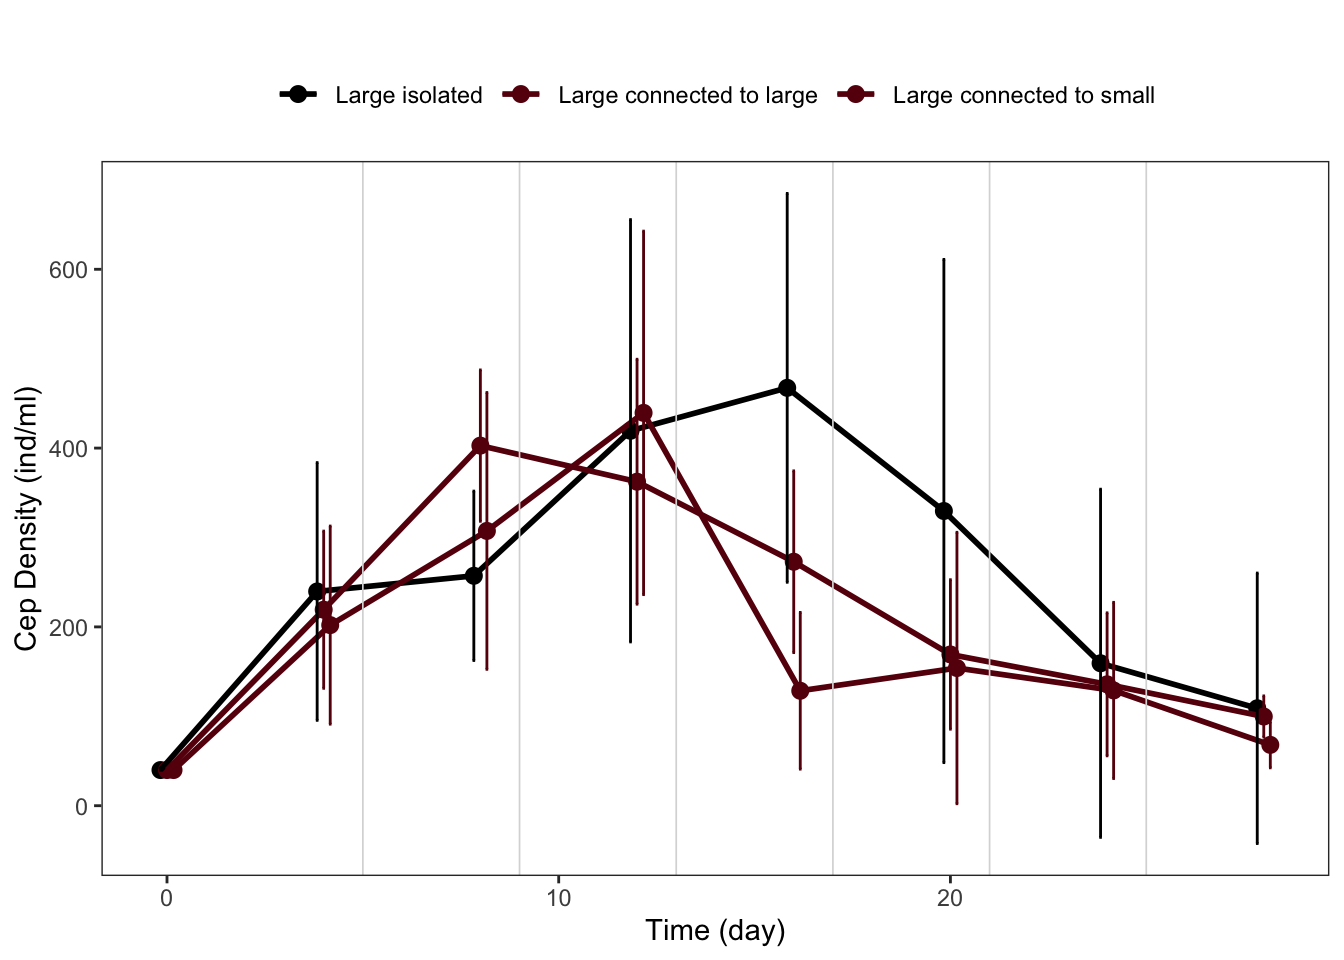 Large isolated Large connected to large Large connected to small
600
400
200
0
Cep Density (ind/ml)
0 10 20
Time (day)